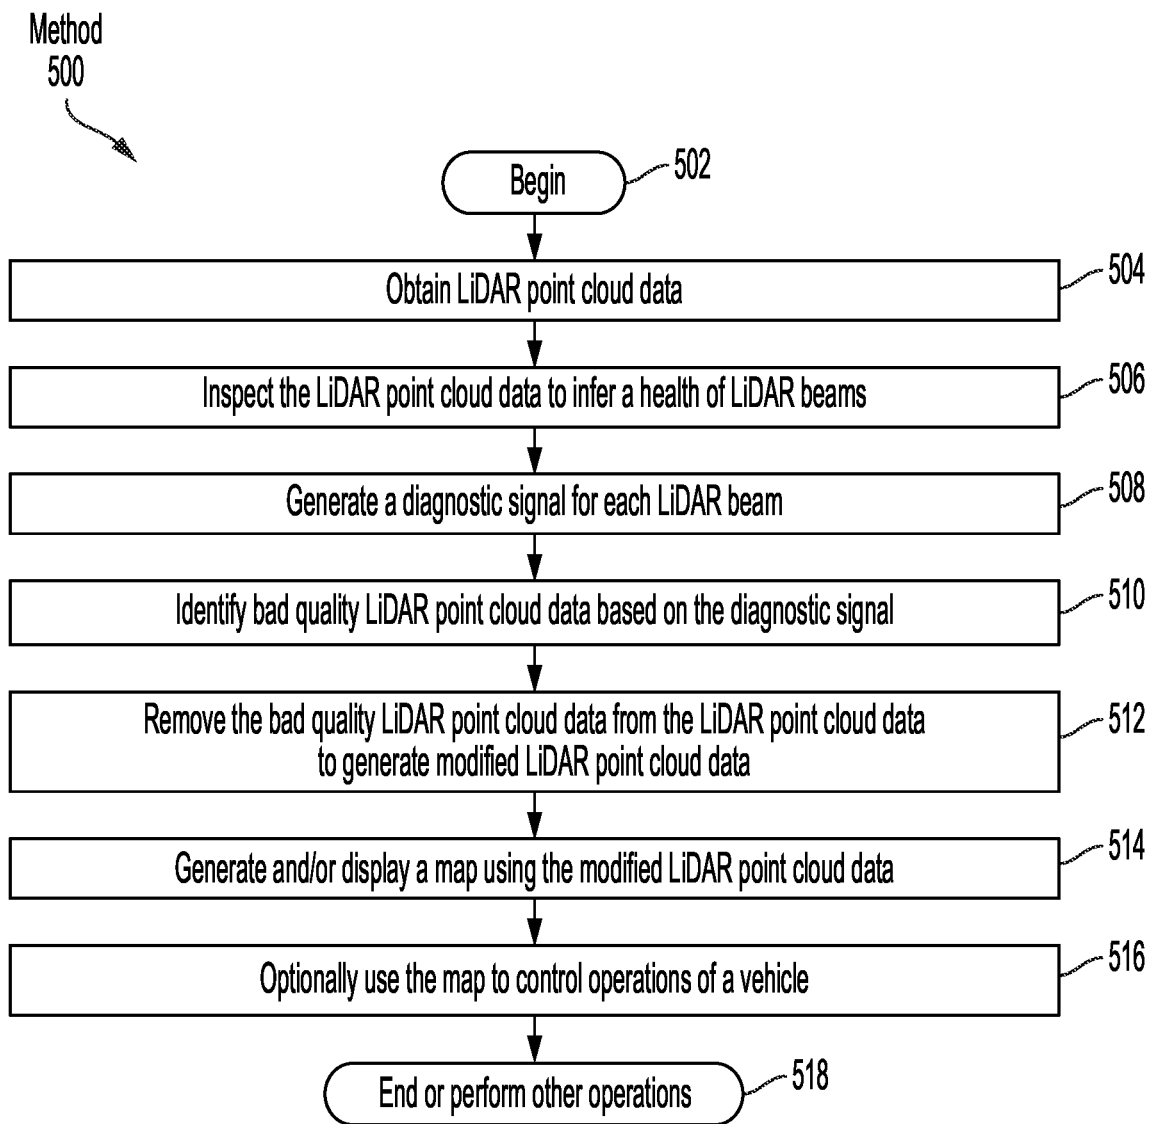 Method
500
Begin
502
Obtain LiDAR point cloud data
504
Inspect the LiDAR point cloud data to infer a health of LiDAR beams
506
Generate a diagnostic signal for each LiDAR beam
508
Identify bad quality LiDAR point cloud data based on the diagnostic signal
510
Remove the bad quality LiDAR point cloud data from the LiDAR point cloud data
to generate modified LiDAR point cloud data
512
Generate and/or display a map using the modified LiDAR point cloud data
514
Optionally use the map to control operations of a vehicle
516
End or perform other operations
518